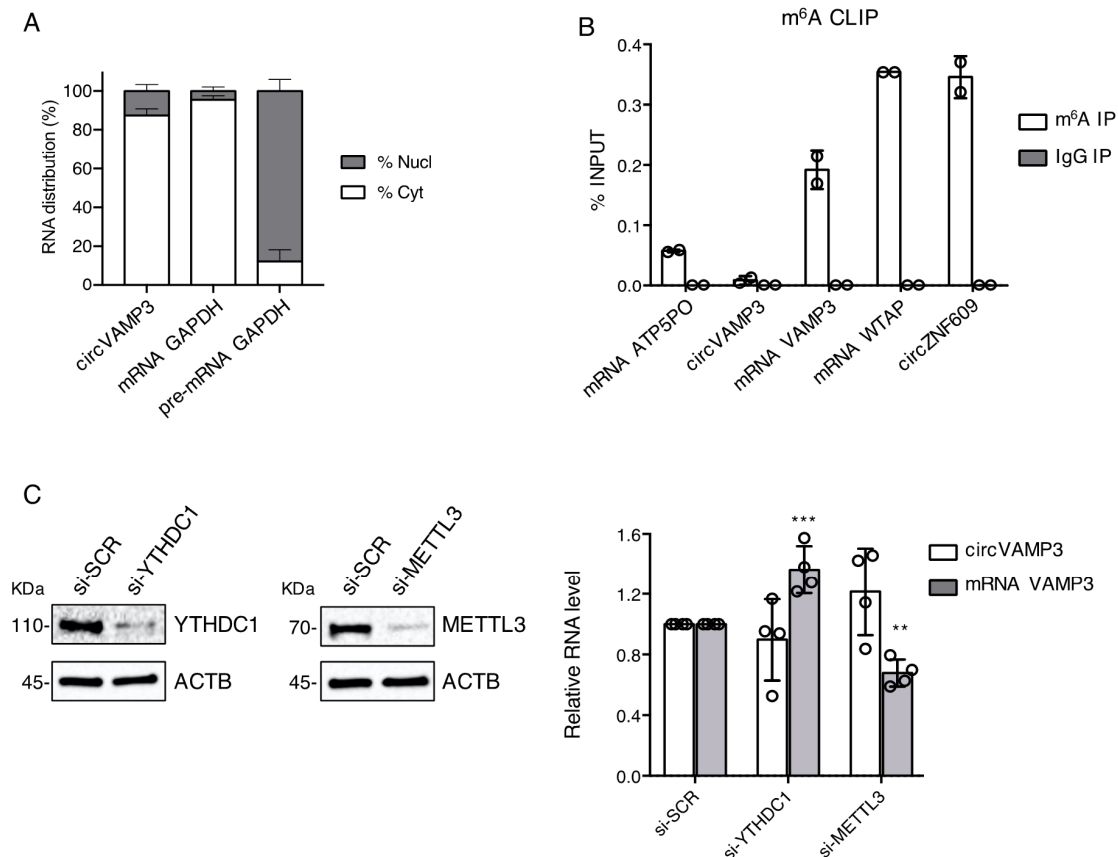 A
RNA distribution (%)
100
80
60
40
20
0
circVAMP3
mRNA GAPDH
pre-mRNA GAPDH
% Nucl
% Cyt
B
m⁶A CLIP
% INPUT
0.4
0.3
0.2
0.1
0.0
mRNA ATP5PO
circVAMP3
mRNA VAMP3
mRNA WTAP
circZNF609
m⁶A IP
IgG IP
C
si-SCR
si-YTHDC1
KDa
110-
YTHDC1
45-
ACTB
si-SCR
si-METTL3
KDa
70-
METTL3
45-
ACTB
Relative RNA level
1.6
1.2
0.8
0.4
0.0
***
**
si-SCR
si-YTHDC1
si-METTL3
circVAMP3
mRNA VAMP3